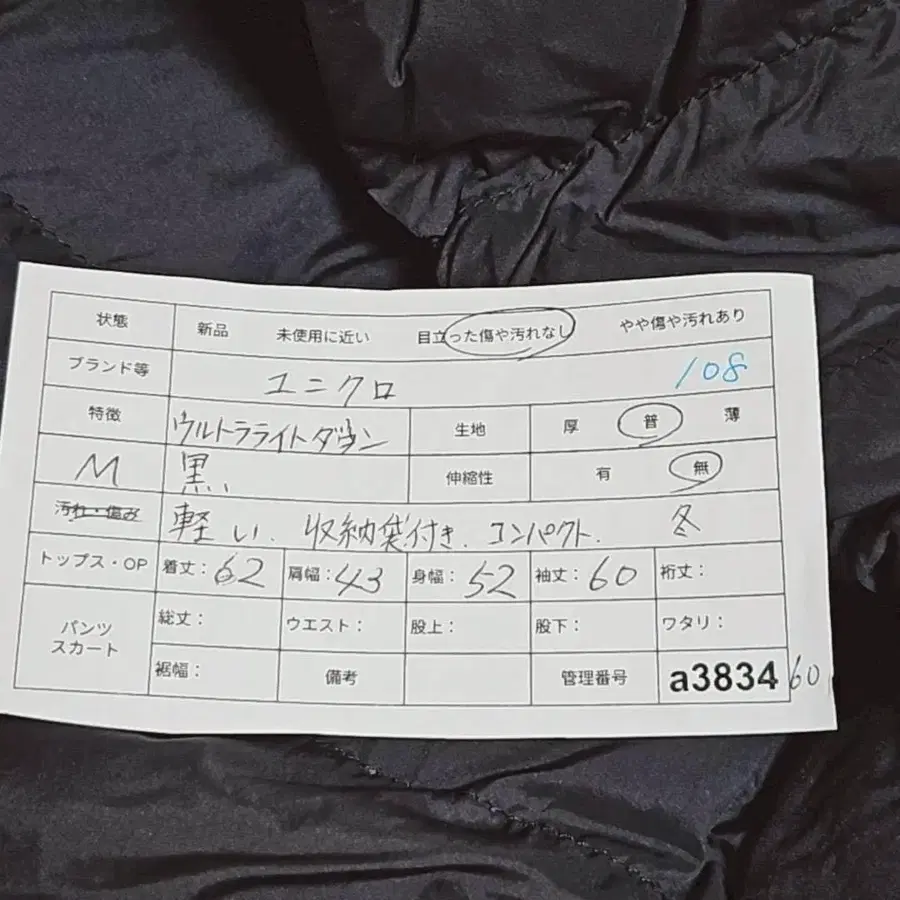 状態 新品 未使用に近い 目立った傷や汚れなし やや傷や汚れあり
ブランド等 ユニクロ 108
特徴 ウルトラライトダウン 生地 厚 普 薄
M 黒 伸縮性 有 無
汚れ・傷み 軽い、収納袋付き、コンパクト、 冬
トップス・OP 着丈:62 肩幅:43 身幅:52 袖丈:60 裄丈:
パンツ スカート 総丈: ウエスト: 股上: 股下: ワタリ:
裾幅: 備考 管理番号 a3834 60